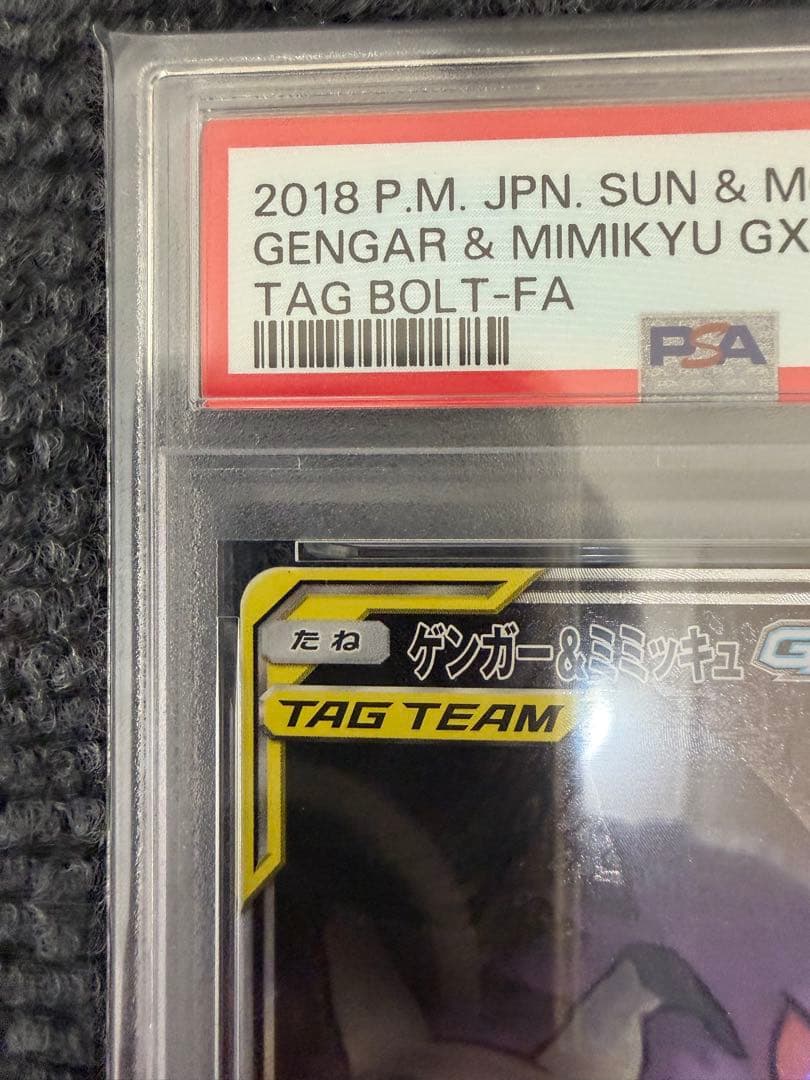 2018 P.M. JPN. SUN & M
GENGAR & MIMIKYU GX
TAG BOLT-FA
PSA
たね ゲンガー&ミミッキュ G
TAG TEAM